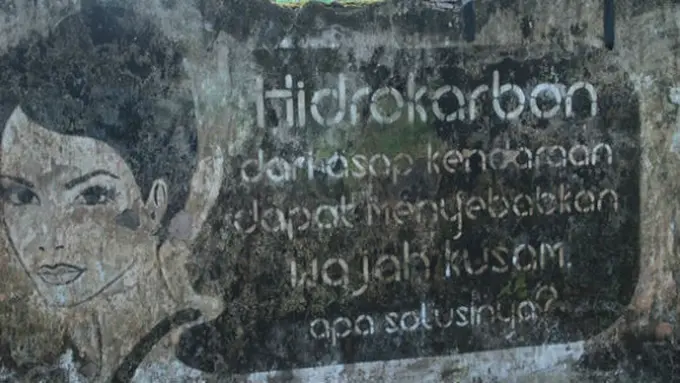 Hidrokarbon
dari asap kendaraan
dapat Menyebabkan
wajah kusam.
apa solusinya?